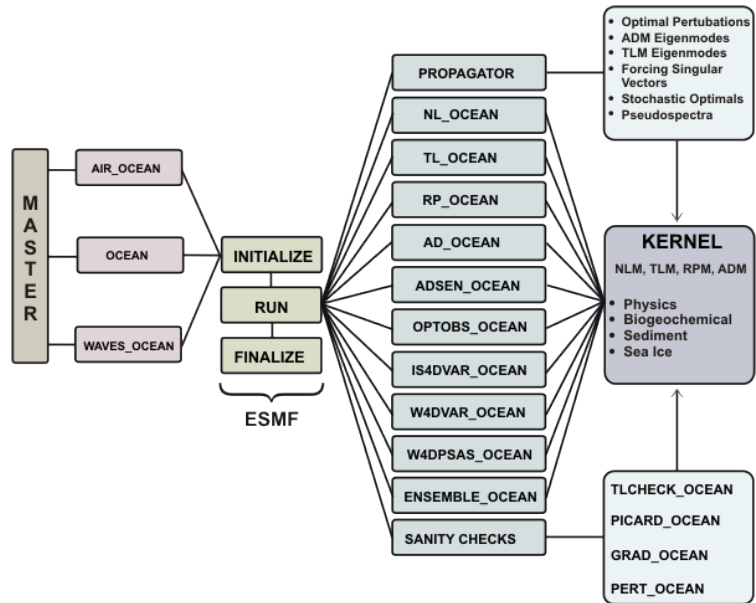 MASTER
AIR_OCEAN
OCEAN
WAVES_OCEAN
INITIALIZE
RUN
FINALIZE
ESMF
PROPAGATOR
NL_OCEAN
TL_OCEAN
RP_OCEAN
AD_OCEAN
ADSEN_OCEAN
OPTOBS_OCEAN
IS4DVAR_OCEAN
W4DVAR_OCEAN
W4DPSAS_OCEAN
ENSEMBLE_OCEAN
SANITY CHECKS
• Optimal Pertubations
• ADM Eigenmodes
• TLM Eigenmodes
• Forcing Singular
Vectors
• Stochastic Optimals
• Pseudospectra
KERNEL
NLM, TLM, RPM, ADM
• Physics
• Biogeochemical
• Sediment
• Sea Ice
TLCHECK_OCEAN
PICARD_OCEAN
GRAD_OCEAN
PERT_OCEAN